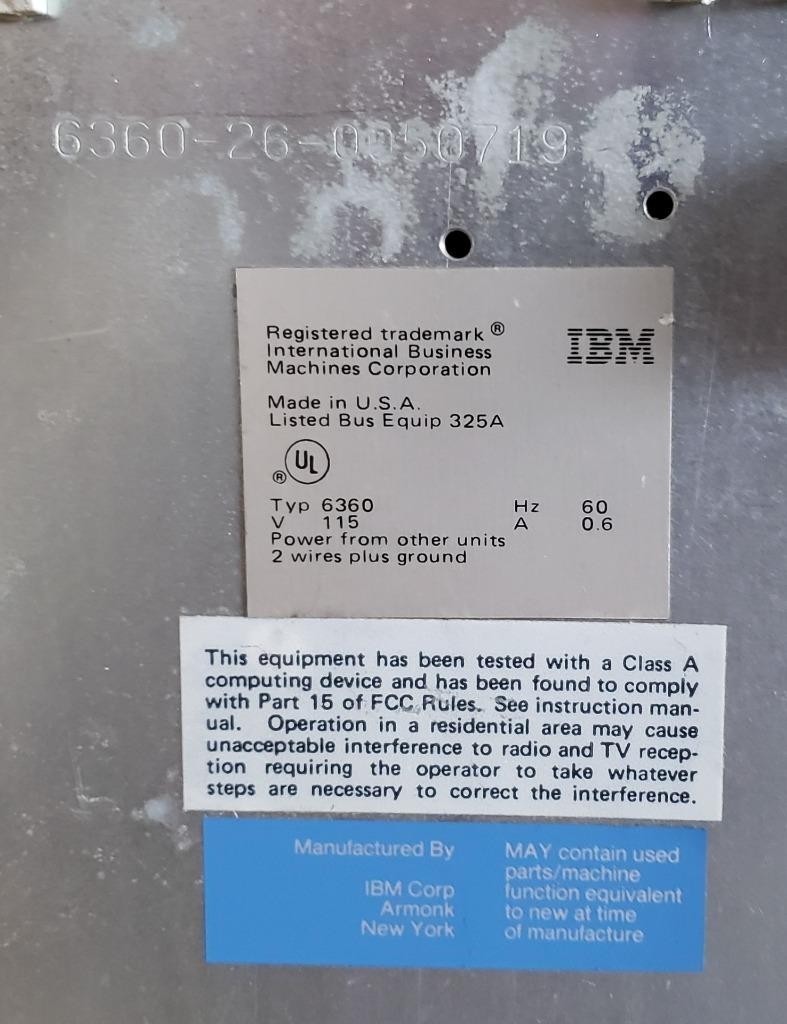 6360-26-0050719
Registered trademark ®
International Business
Machines Corporation
IBM
Made in U.S.A.
Listed Bus Equip 325A
® UL
Typ 6360 Hz 60
V 115 A 0.6
Power from other units
2 wires plus ground
This equipment has been tested with a Class A
computing device and has been found to comply
with Part 15 of FCC Rules. See instruction man-
ual. Operation in a residential area may cause
unacceptable interference to radio and TV recep-
tion requiring the operator to take whatever
steps are necessary to correct the interference.
Manufactured By
IBM Corp
Armonk
New York
MAY contain used
parts/machine
function equivalent
to new at time
of manufacture